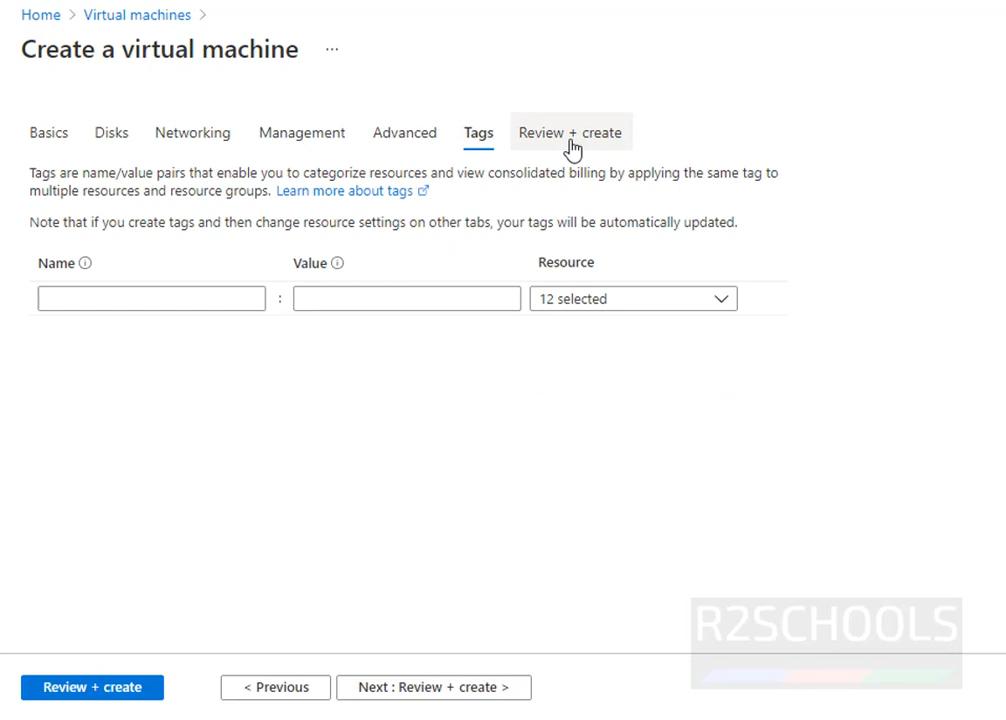 Home > Virtual machines >
Create a virtual machine ...
Basics Disks Networking Management Advanced Tags Review + create
Tags are name/value pairs that enable you to categorize resources and view consolidated billing by applying the same tag to
multiple resources and resource groups. Learn more about tags
Note that if you create tags and then change resource settings on other tabs, your tags will be automatically updated.
Name Value Resource
: 12 selected
R2SCHOOLS
Review + create < Previous Next : Review + create >